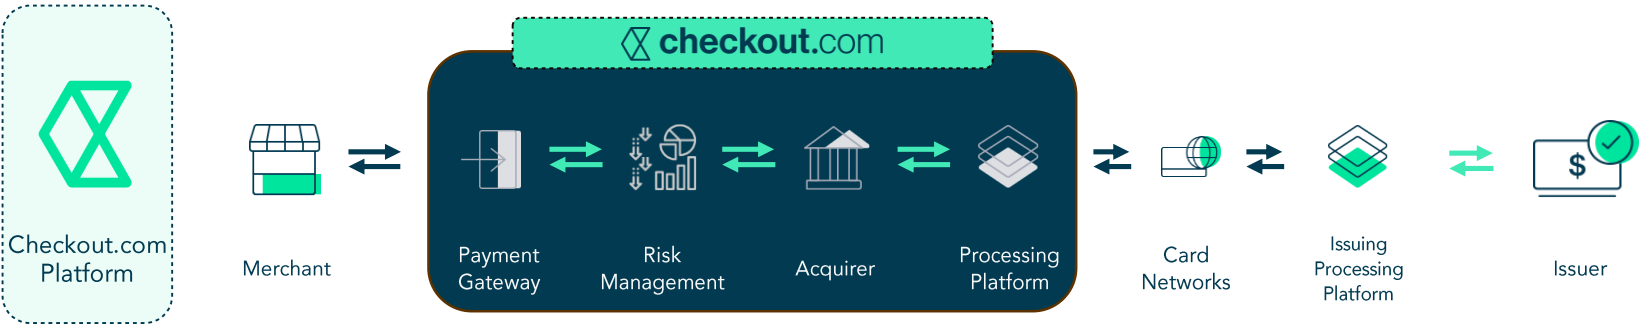 checkout.com
Checkout.com
Platform
Merchant
Payment
Gateway
Risk
Management
Acquirer
Processing
Platform
Card
Networks
Issuing
Processing
Platform
$
Issuer